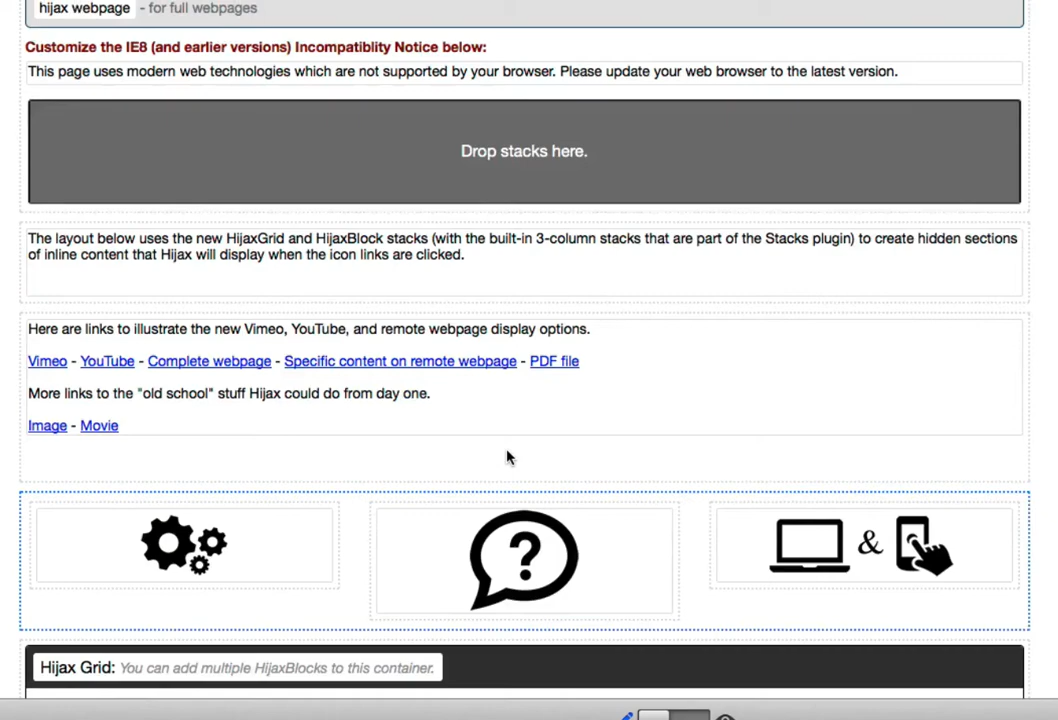 hijax webpage - for full webpages
Customize the IE8 (and earlier versions) Incompatiblity Notice below:
This page uses modern web technologies which are not supported by your browser. Please update your web browser to the latest version.
Drop stacks here.
The layout below uses the new HijaxGrid and HijaxBlock stacks (with the built-in 3-column stacks that are part of the Stacks plugin) to create hidden sections
of inline content that Hijax will display when the icon links are clicked.
Here are links to illustrate the new Vimeo, YouTube, and remote webpage display options.
Vimeo - YouTube - Complete webpage - Specific content on remote webpage - PDF file
More links to the "old school" stuff Hijax could do from day one.
Image - Movie
?
&
Hijax Grid: You can add multiple HijaxBlocks to this container.